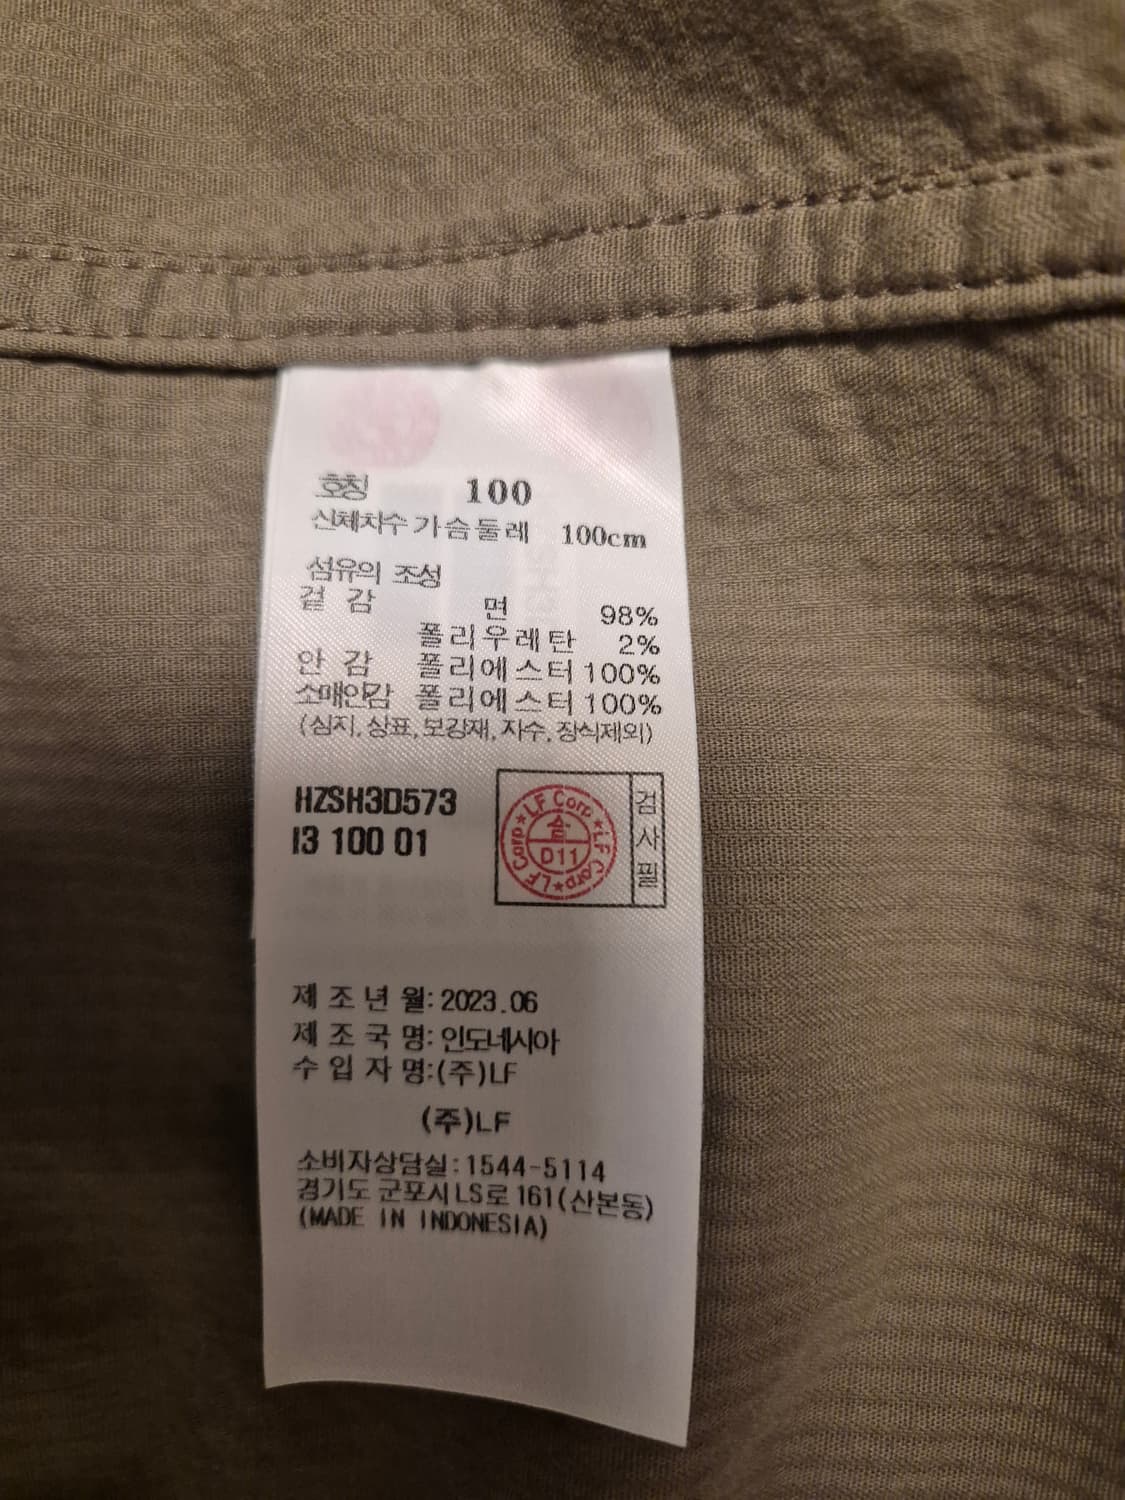 호칭 100
신체치수 가슴둘레 100cm
섬유의 조성
겉감 면 98%
폴리우레탄 2%
안감 폴리에스터 100%
소매안감 폴리에스터 100%
(심지, 상표, 보강재, 자수, 장식제외)
HZSH3D573
I3 100 01
LF Corp★LF Corp★LF Corp★
D11
검사필
제조년월: 2023.06
제조국명: 인도네시아
수입자명:(주)LF
(주)LF
소비자상담실:1544-5114
경기도 군포시 LS로 161(산본동)
(MADE IN INDONESIA)